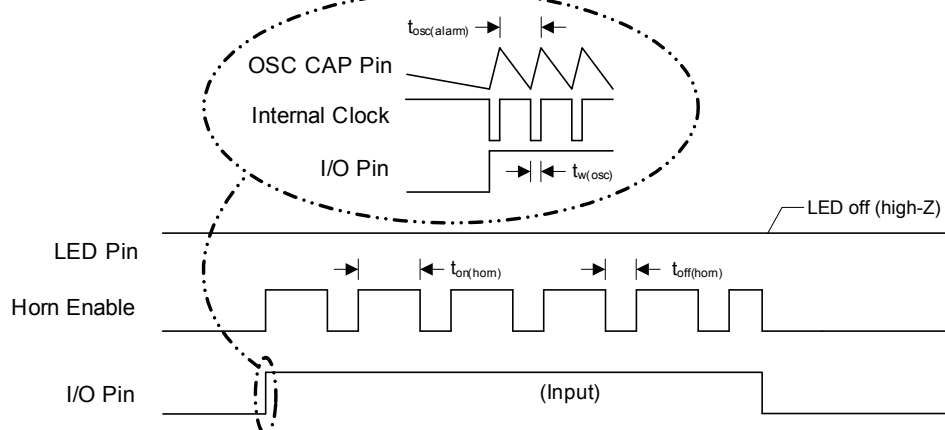 tosc(alarm)
OSC CAP Pin
Internal Clock
I/O Pin
tw(osc)
LED off (high-Z)
LED Pin
ton(horn)
toff(horn)
Horn Enable
I/O Pin
(Input)